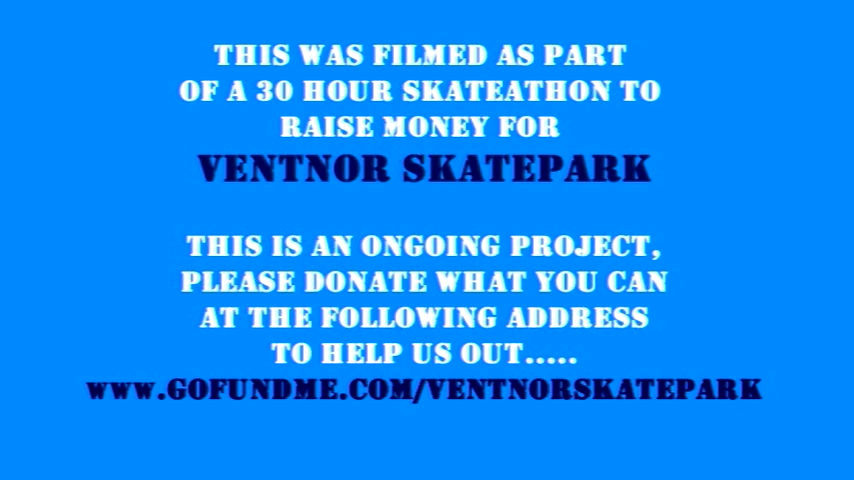 THIS WAS FILMED AS PART
OF A 30 HOUR SKATEATHON TO
RAISE MONEY FOR
VENTNOR SKATEPARK
THIS IS AN ONGOING PROJECT,
PLEASE DONATE WHAT YOU CAN
AT THE FOLLOWING ADDRESS
TO HELP US OUT.....
WWW.GOFUNDME.COM/VENTNORSKATEPARK